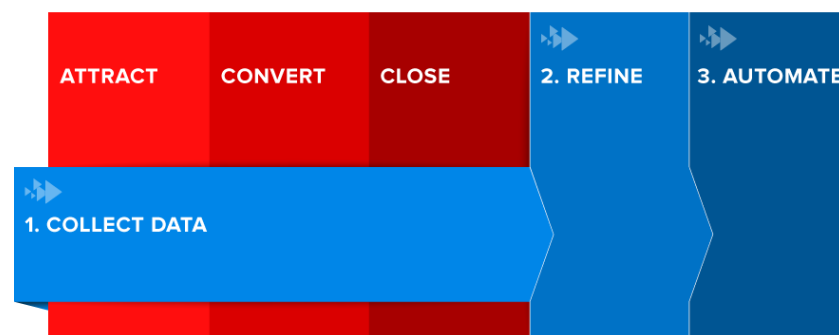 ATTRACT
CONVERT
CLOSE
2. REFINE
3. AUTOMATE
1. COLLECT DATA